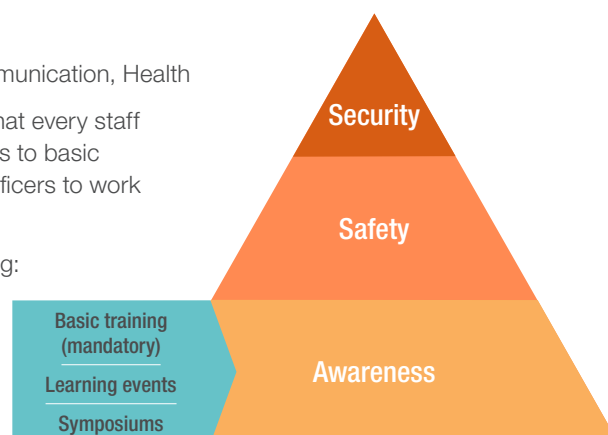 munication, Health
hat every staff
s to basic
ficers to work
g:
Security
Safety
Awareness
Basic training
(mandatory)
Learning events
Symposiums